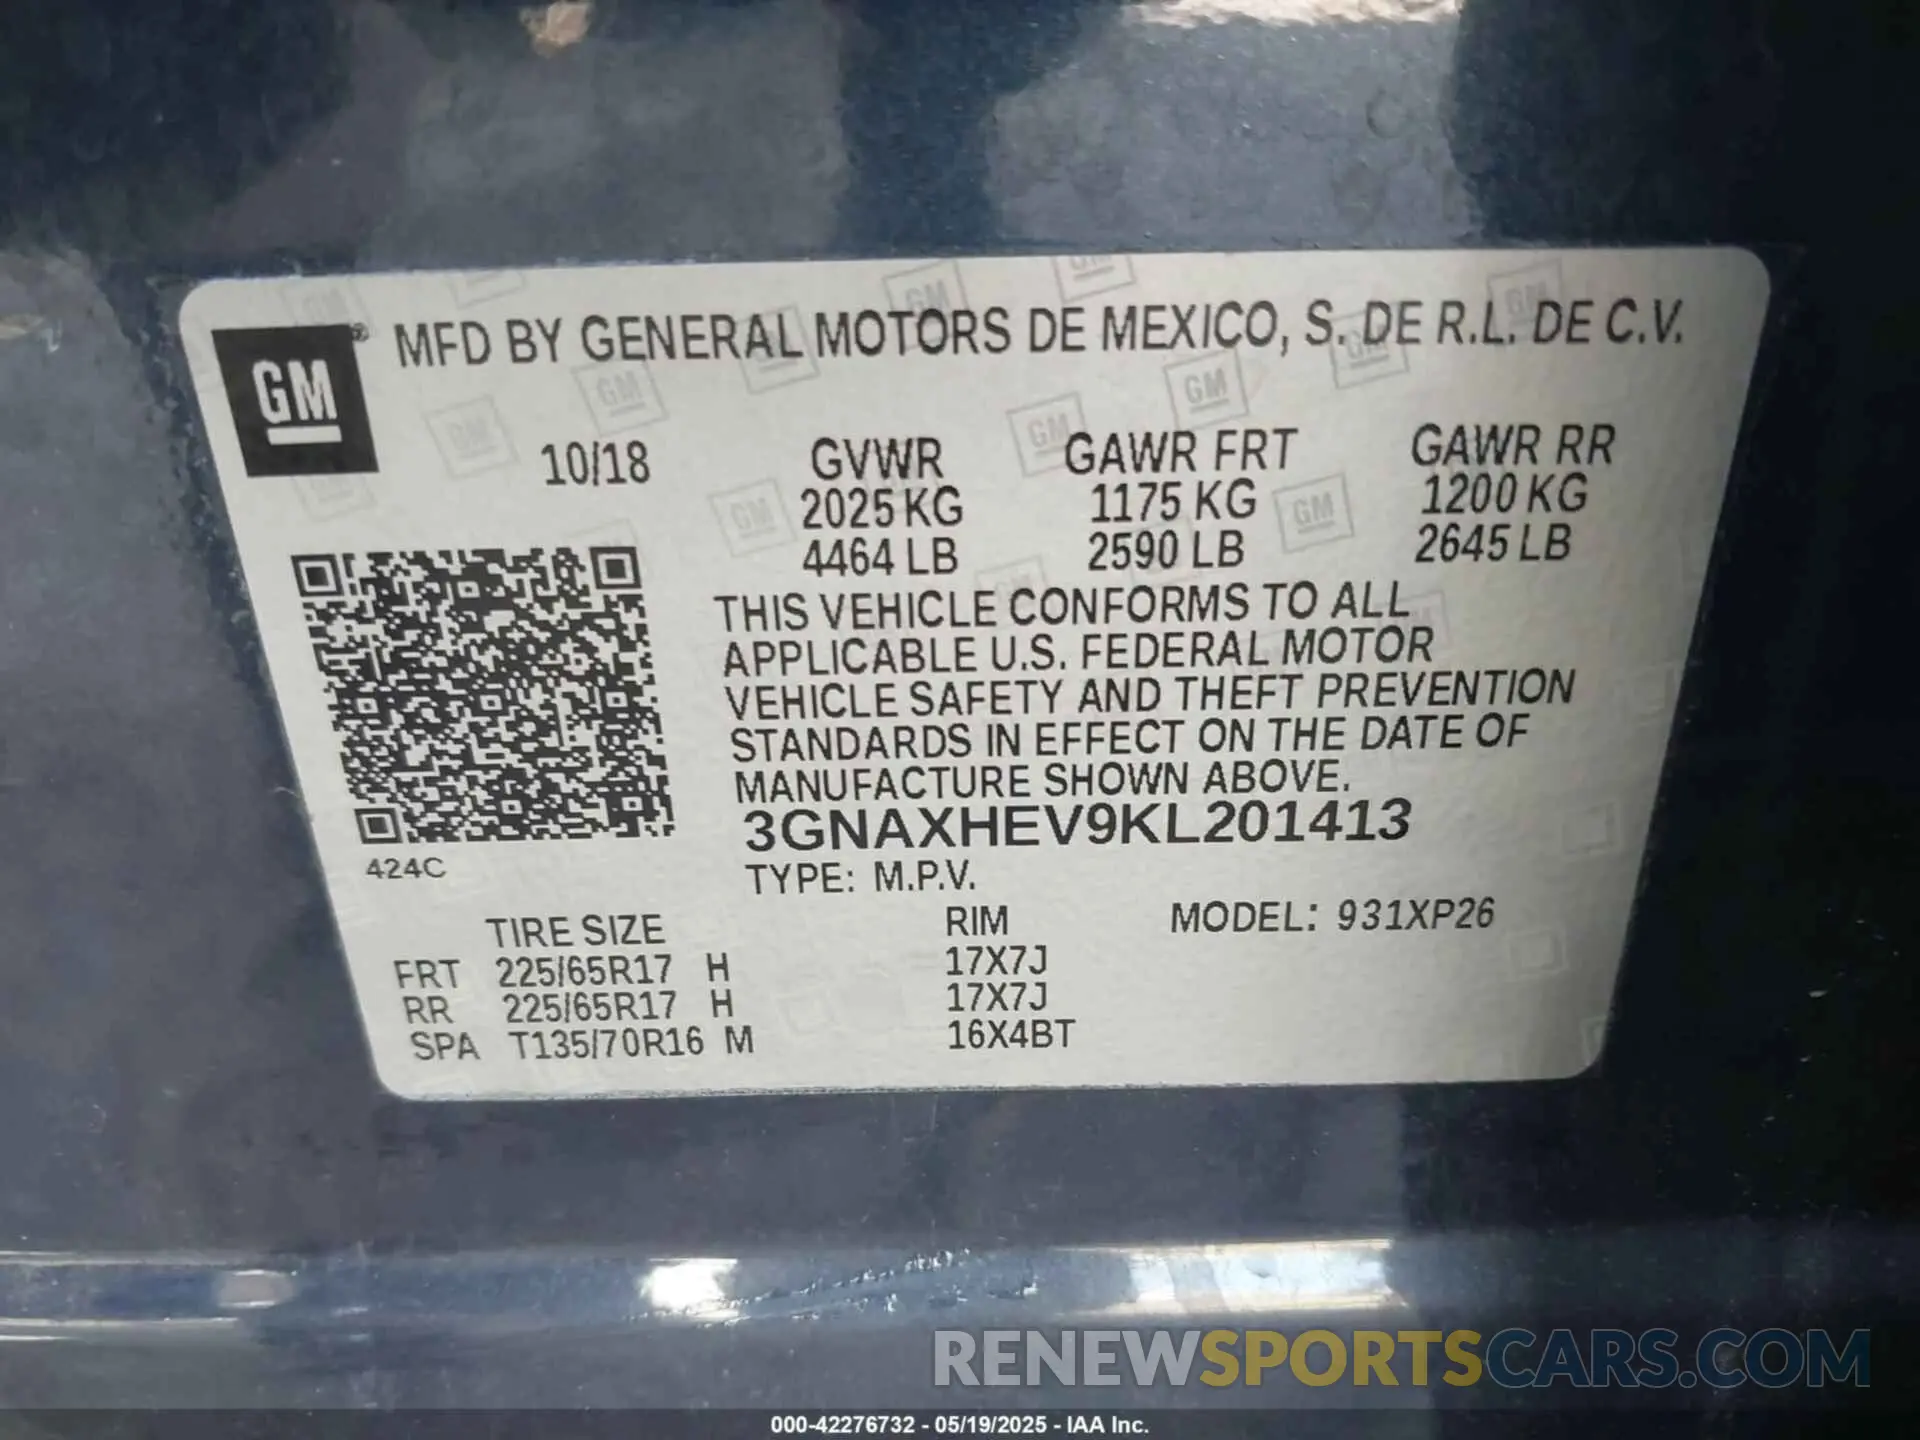 GM® MFD BY GENERAL MOTORS DE MEXICO, S. DE R.L. DE C.V.
10/18 GVWR GAWR FRT GAWR RR
2025 KG 1175 KG 1200 KG
4464 LB 2590 LB 2645 LB
THIS VEHICLE CONFORMS TO ALL
APPLICABLE U.S. FEDERAL MOTOR
VEHICLE SAFETY AND THEFT PREVENTION
STANDARDS IN EFFECT ON THE DATE OF
MANUFACTURE SHOWN ABOVE.
3GNAXHEV9KL201413
424C
TYPE: M.P.V.
TIRE SIZE RIM MODEL: 931XP26
FRT 225/65R17 H 17X7J
RR 225/65R17 H 17X7J
SPA T135/70R16 M 16X4BT
RENEWSPORTSCARS.COM
000-42276732 - 05/19/2025 - IAA Inc.